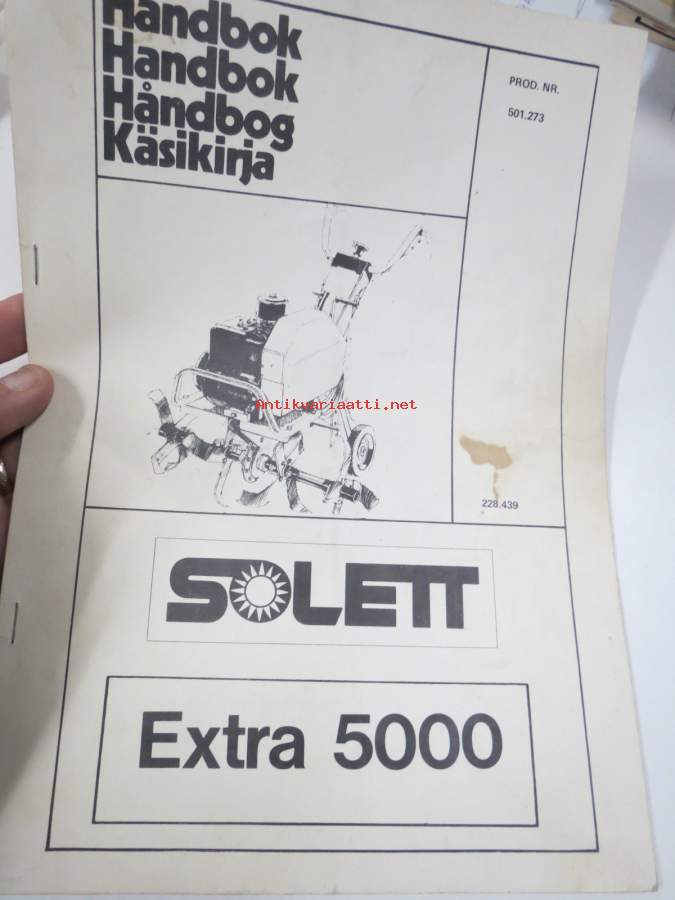 Handbok
Handbok
Håndbog
Käsikirja
PROD. NR.
501.273
Antikvariaatti.net
228.439
SOLETT
Extra 5000